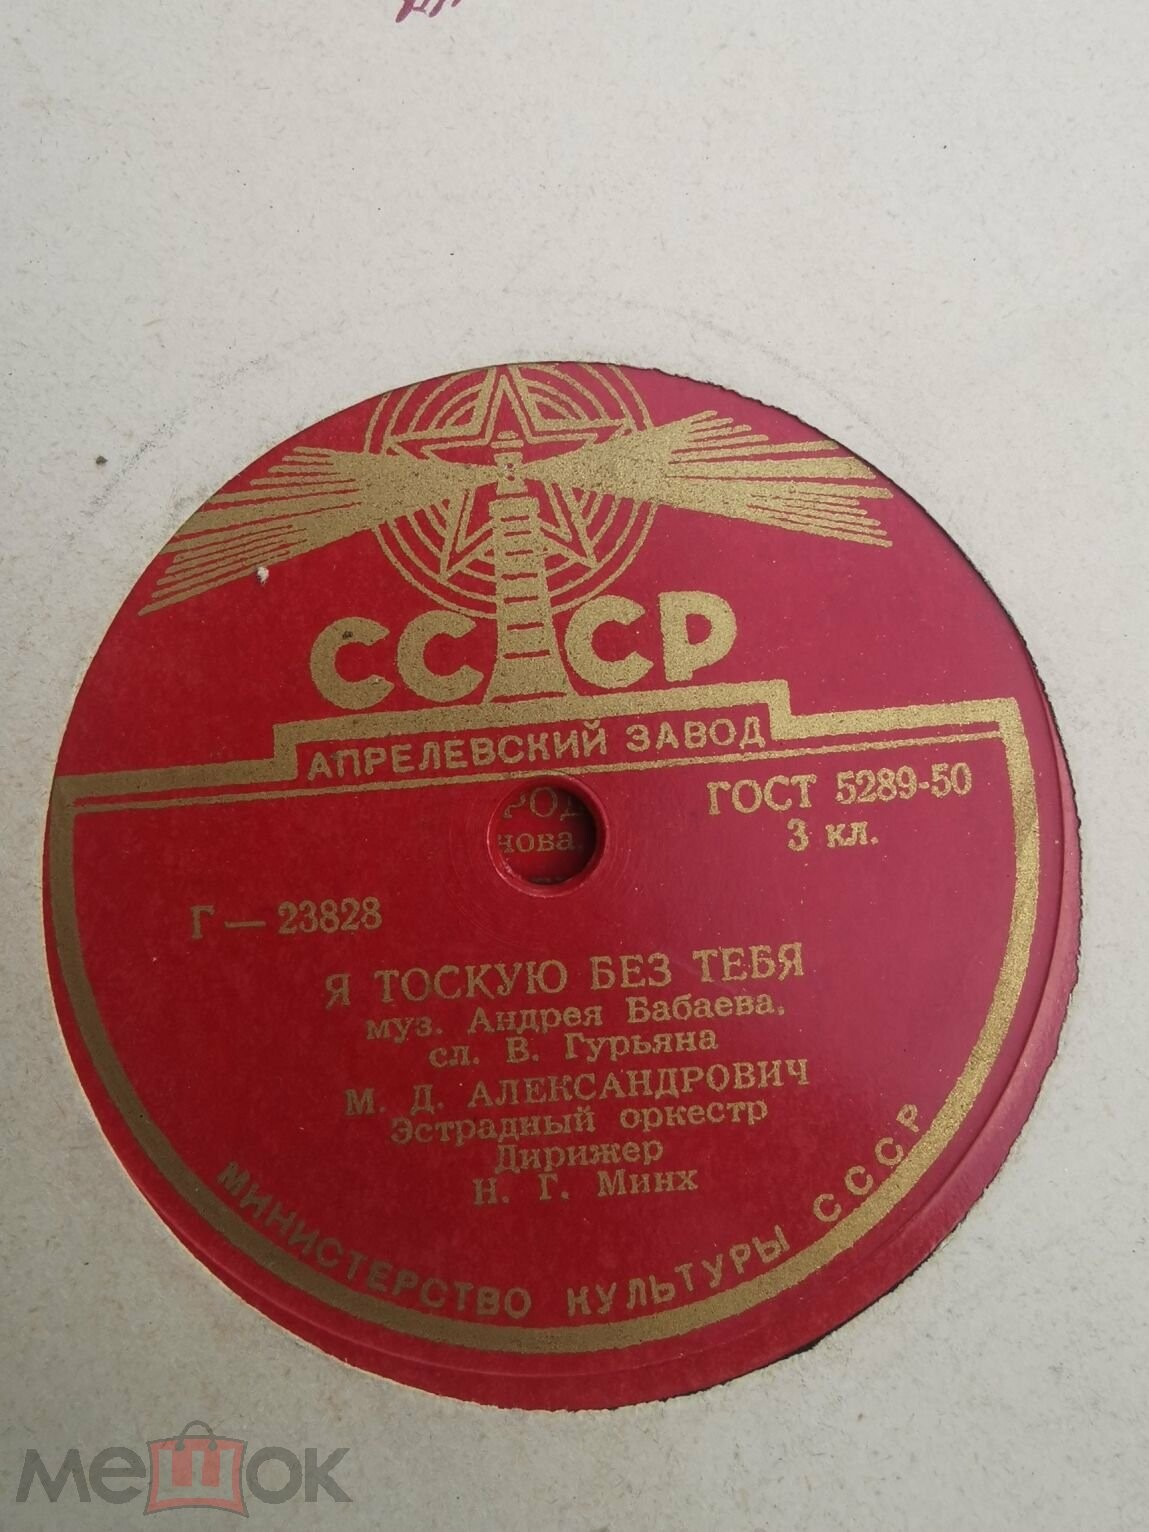 СССР
АПРЕЛЕВСКИЙ ЗАВОД
ГОСТ 5289-50
3 кл.
Г — 23828
Я ТОСКУЮ БЕЗ ТЕБЯ
муз. Андрея Бабаева,
сл. В. Гурьяна
М. Д. АЛЕКСАНДРОВИЧ
Эстрадный оркестр
Дирижер
Н. Г. Минх
МИНИСТЕРСТВО КУЛЬТУРЫ СССР
мешок